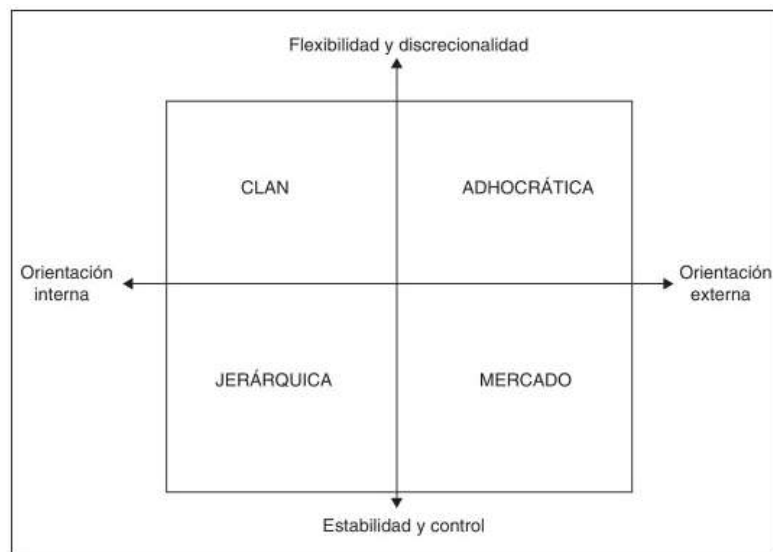 Flexibilidad y discrecionalidad
CLAN
ADHOCRÁTICA
Orientación
interna
Orientación
externa
JERÁRQUICA
MERCADO
Estabilidad y control